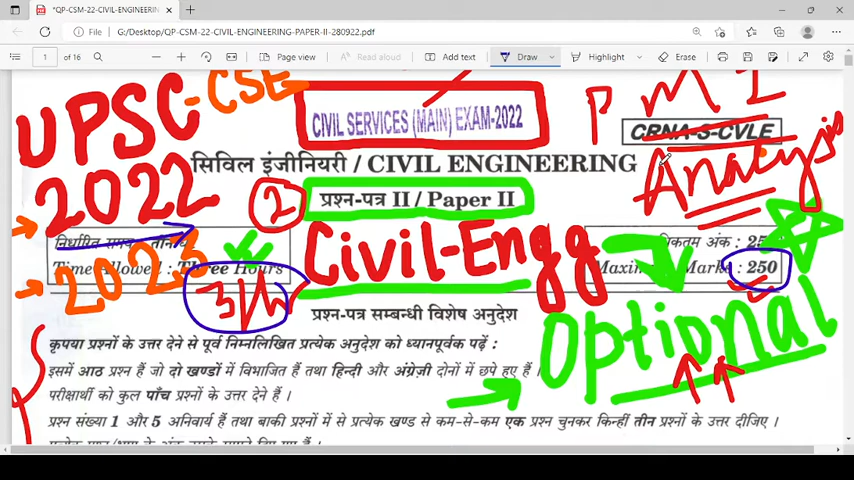 *QP-CSM-22-CIVIL-ENGINEERING
File | G:/Desktop/QP-CSM-22-CIVIL-ENGINEERING-PAPER-II-280922.pdf
1 of 16 Page view Read aloud Add text Draw Highlight Erase
UPSC-CSE
CIVIL SERVICES (MAIN) EXAM-2022
P M I
CRNA-S-CVLE
सिविल इंजीनियरी / CIVIL ENGINEERING
Analysis
2022
2
प्रश्न-पत्र II / Paper II
निर्धारित समय
Civil-Engg
Time Allowed : Three Hours
Maximum Marks : 250
2023
3/h
प्रश्न-पत्र सम्बन्धी विशेष अनुदेश
Optional
कृपया प्रश्नों के उत्तर देने से पूर्व निम्नलिखित प्रत्येक अनुदेश को ध्यानपूर्वक पढ़ें :
इसमें आठ प्रश्न हैं जो दो खण्डों में विभाजित हैं तथा हिन्दी और अंग्रेज़ी दोनों में छपे हुए हैं ।
परीक्षार्थी को कुल पाँच प्रश्नों के उत्तर देने हैं ।
प्रश्न संख्या 1 और 5 अनिवार्य हैं तथा बाकी प्रश्नों में से प्रत्येक खण्ड से कम-से-कम एक प्रश्न चुनकर किन्हीं तीन प्रश्नों के उत्तर दीजिए ।